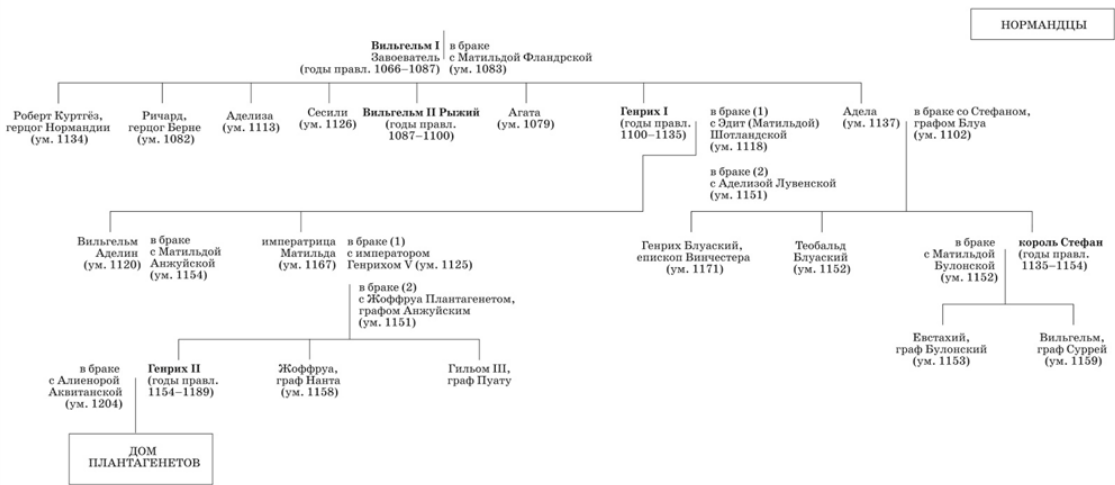 НОРМАНДЦЫ
Вильгельм I
Завоеватель
(годы правл. 1066–1087)
в браке
с Матильдой Фландрской
(ум. 1083)
Роберт Куртгёз,
герцог Нормандии
(ум. 1134)
Ричард,
герцог Берне
(ум. 1082)
Аделиза
(ум. 1113)
Сесили
(ум. 1126)
Вильгельм II Рыжий
(годы правл.
1087–1100)
Агата
(ум. 1079)
Генрих I
(годы правл.
1100–1135)
в браке (1)
с Эдит (Матильдой)
Шотландской
(ум. 1118)
в браке (2)
с Аделизой Лувенской
(ум. 1151)
Адела
(ум. 1137)
в браке со Стефаном,
графом Блуа
(ум. 1102)
Вильгельм
Аделин
(ум. 1120)
в браке
с Матильдой
Анжуйской
(ум. 1154)
императрица
Матильда
(ум. 1167)
в браке (1)
с императором
Генрихом V (ум. 1125)
в браке (2)
с Жоффруа Плантагенетом,
графом Анжуйским
(ум. 1151)
Генрих Блуаский,
епископ Винчестера
(ум. 1171)
Теобальд
Блуаский
(ум. 1152)
в браке
с Матильдой
Булонской
(ум. 1152)
король Стефан
(годы правл.
1135–1154)
Евстахий,
граф Булонский
(ум. 1153)
Вильгельм,
граф Суррей
(ум. 1159)
в браке
с Алиенорой
Аквитанской
(ум. 1204)
Генрих II
(годы правл.
1154–1189)
Жоффруа,
граф Нанта
(ум. 1158)
Гильом III,
граф Пуату
ДОМ
ПЛАНТАГЕНЕТОВ